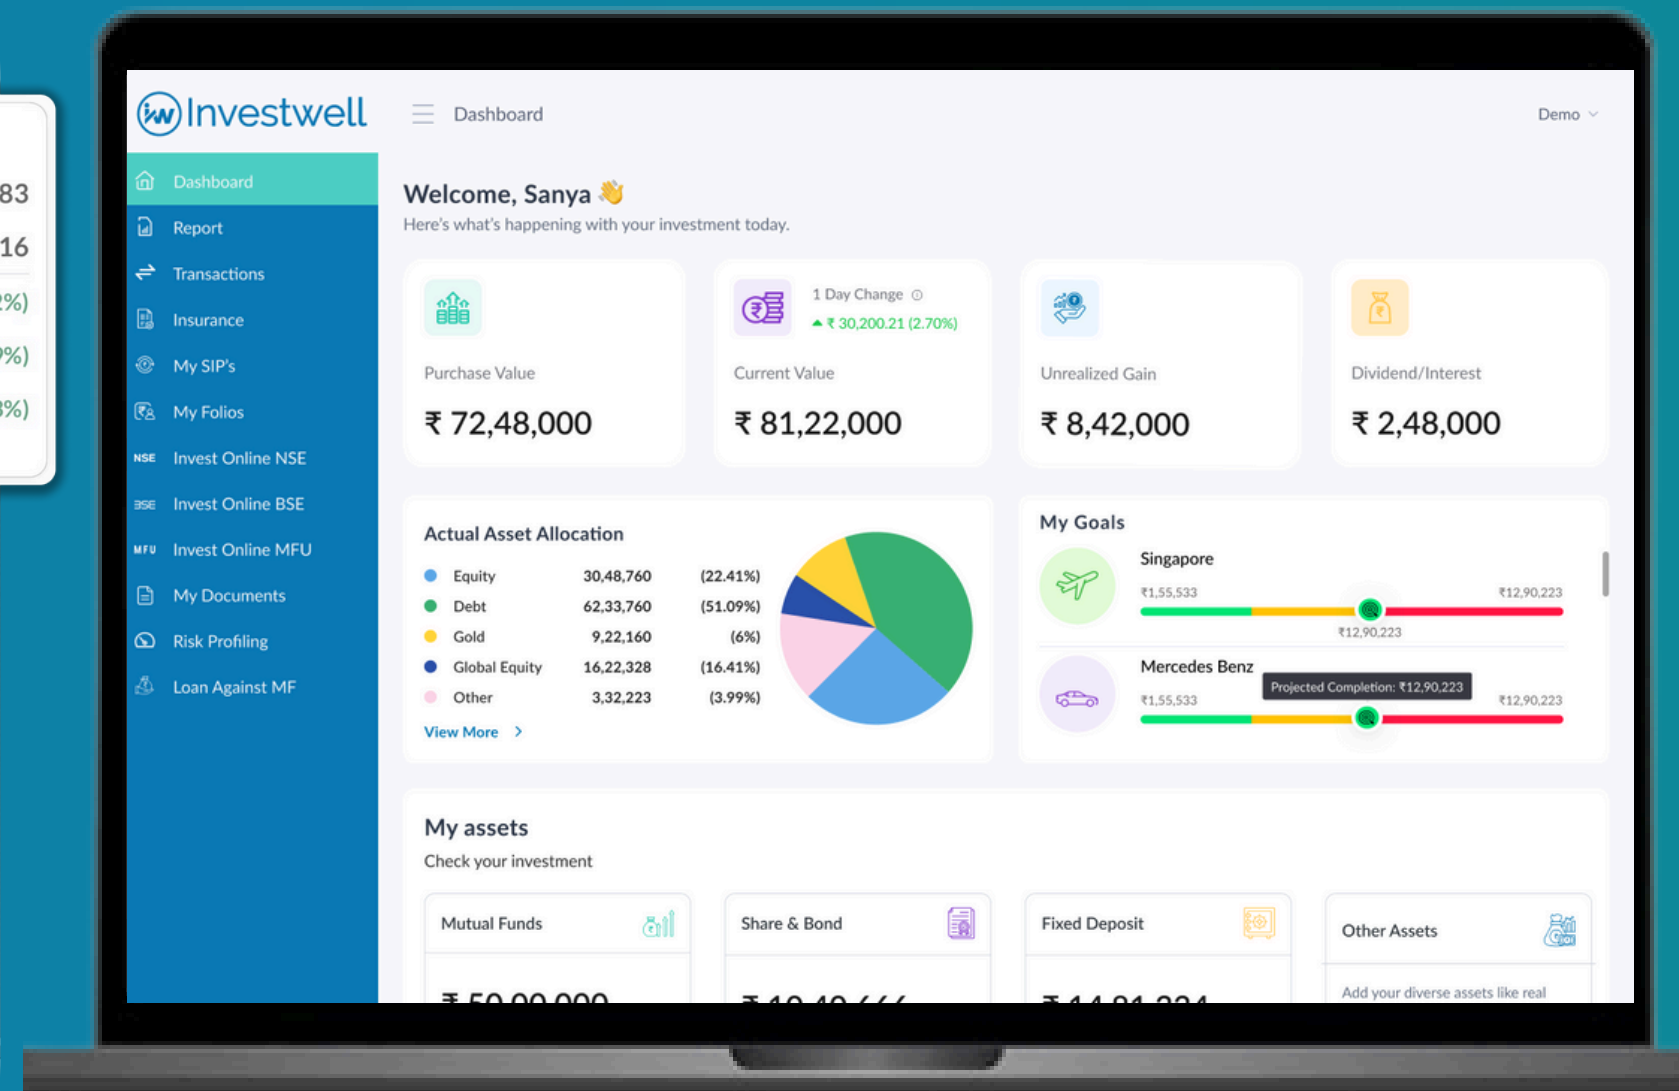 83
16
2%)
9%)
3%)
Investwell
Dashboard
Demo
Dashboard
Report
Transactions
Insurance
My SIP's
My Folios
NSE Invest Online NSE
BSE Invest Online BSE
MFU Invest Online MFU
My Documents
Risk Profiling
Loan Against MF
Welcome, Sanya
Here's what's happening with your investment today.
Purchase Value
₹ 72,48,000
1 Day Change
₹ 30,200.21 (2.70%)
Current Value
₹ 81,22,000
Unrealized Gain
₹ 8,42,000
Dividend/Interest
₹ 2,48,000
Actual Asset Allocation
Equity 30,48,760 (22.41%)
Debt 62,33,760 (51.09%)
Gold 9,22,160 (6%)
Global Equity 16,22,328 (16.41%)
Other 3,32,223 (3.99%)
View More
My Goals
Singapore
₹1,55,533 ₹12,90,223
₹12,90,223
Mercedes Benz
Projected Completion: ₹12,90,223
₹1,55,533 ₹12,90,223
My assets
Check your investment
Mutual Funds
₹ 50,00,000
Share & Bond
Fixed Deposit
Other Assets
Add your diverse assets like real